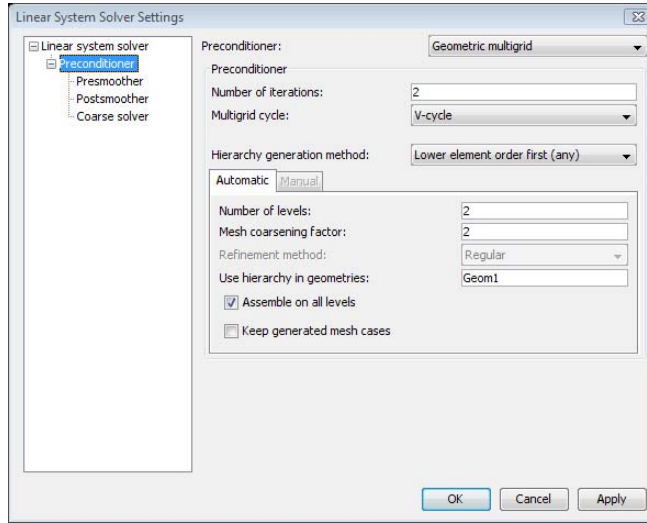 Linear System Solver Settings
Linear system solver
Preconditioner
Presmoother
Postsmoother
Coarse solver
Preconditioner: Geometric multigrid
Preconditioner
Number of iterations: 2
Multigrid cycle: V-cycle
Hierarchy generation method: Lower element order first (any)
Automatic Manual
Number of levels: 2
Mesh coarsening factor: 2
Refinement method: Regular
Use hierarchy in geometries: Geom1
Assemble on all levels
Keep generated mesh cases
OK Cancel Apply